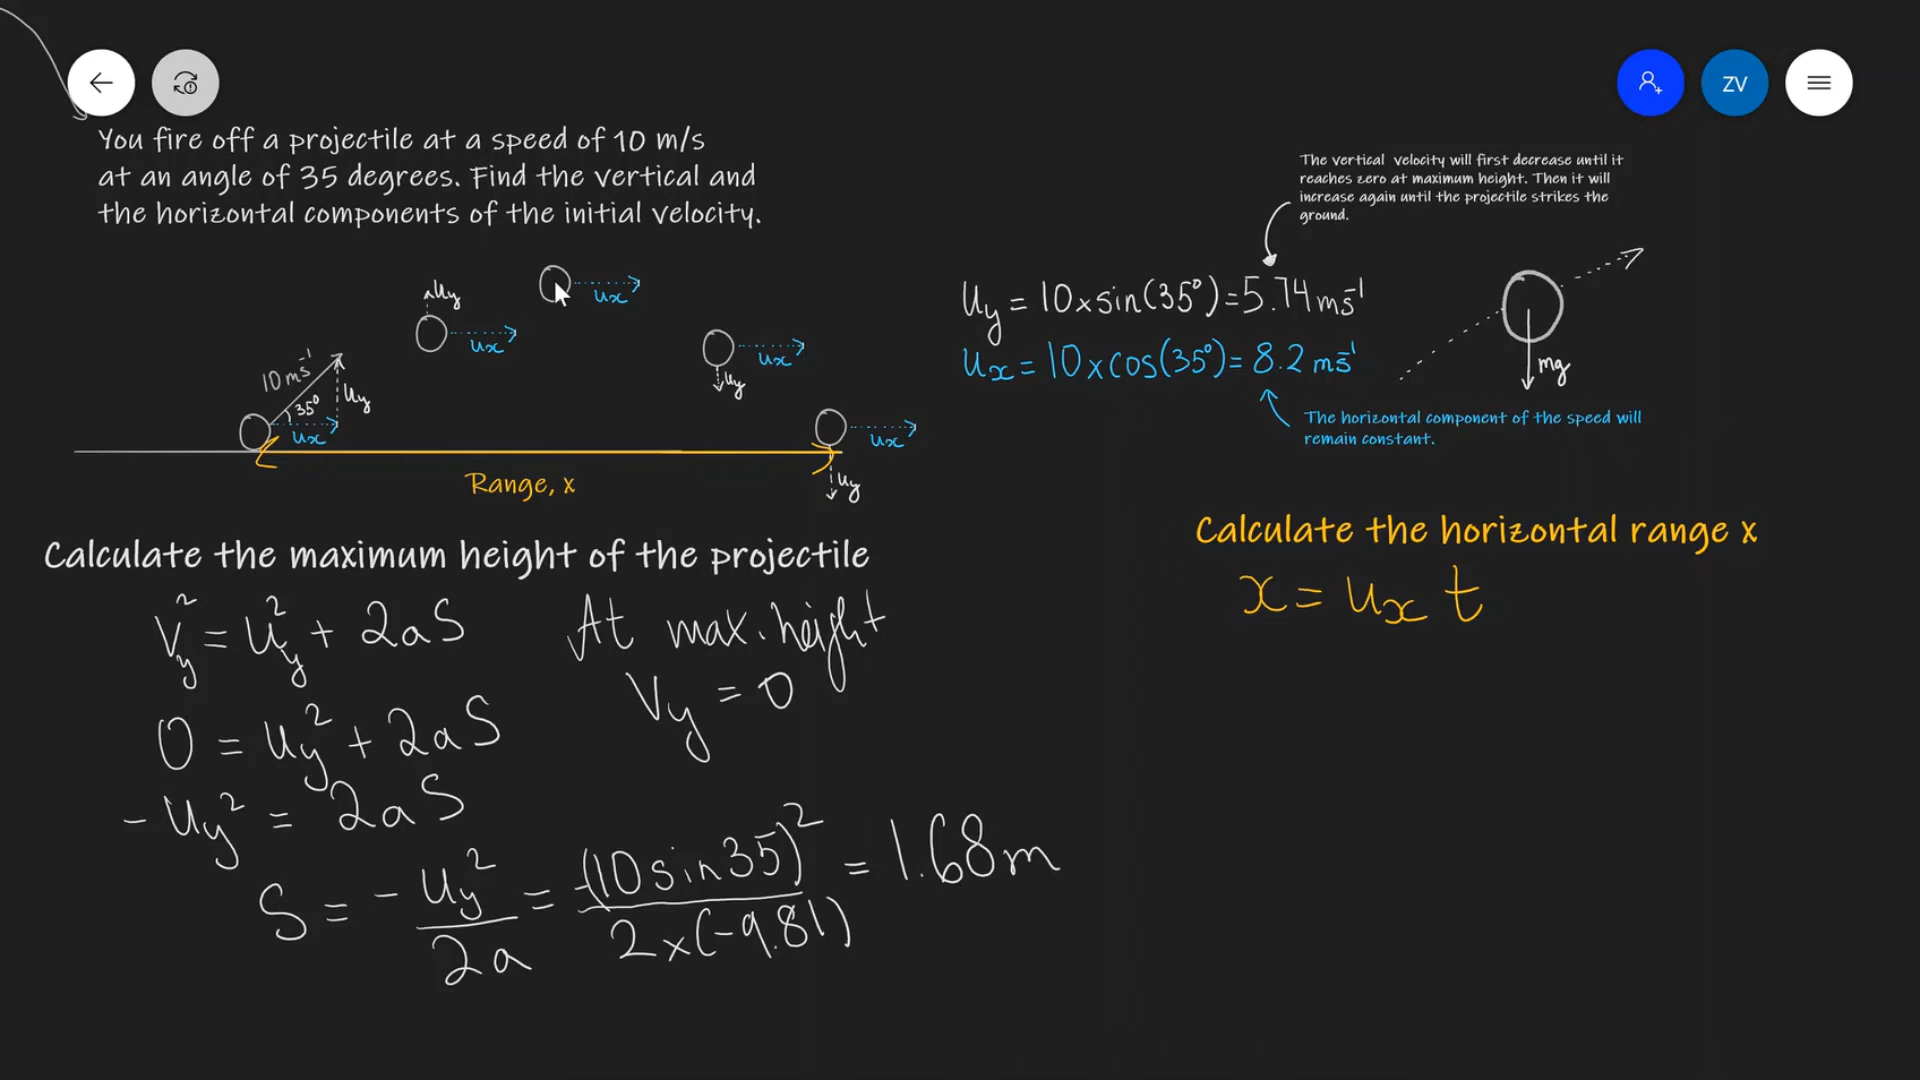 ZV
You fire off a projectile at a speed of 10 m/s
at an angle of 35 degrees. Find the vertical and
the horizontal components of the initial velocity.
The vertical velocity will first decrease until it
reaches zero at maximum height. Then it will
increase again until the projectile strikes the
ground.
uy
ux
ux
ux
uy
10 ms⁻¹
35°
uy
ux
ux
uy
Range, x
uy = 10×sin(35°) = 5.74 ms⁻¹
ux = 10×cos(35°) = 8.2 ms⁻¹
mg
The horizontal component of the speed will
remain constant.
Calculate the maximum height of the projectile
Vy² = uy² + 2aS
At max. height
Vy = 0
0 = uy² + 2aS
- uy² = 2aS
S = - uy²/2a = -(10sin35)²/2×(-9.81) = 1.68m
Calculate the horizontal range x
x = ux t